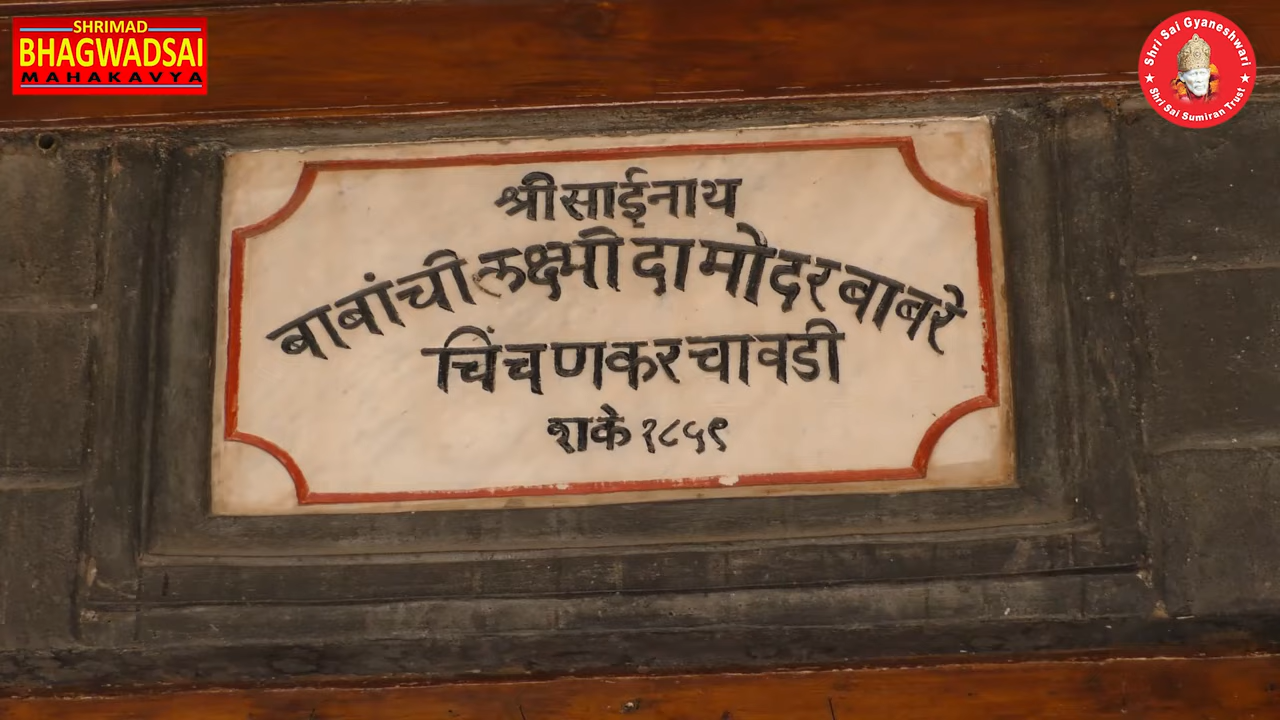 SHRIMAD
BHAGWADSAI
MAHAKAVYA
Shri Sai Gyaneshwari
Shri Sai Sumiran Trust
श्रीसाईनाथ
बाबांची लक्ष्मी दामोदर बाबरे
चिंचणकर चावडी
शके १८५९